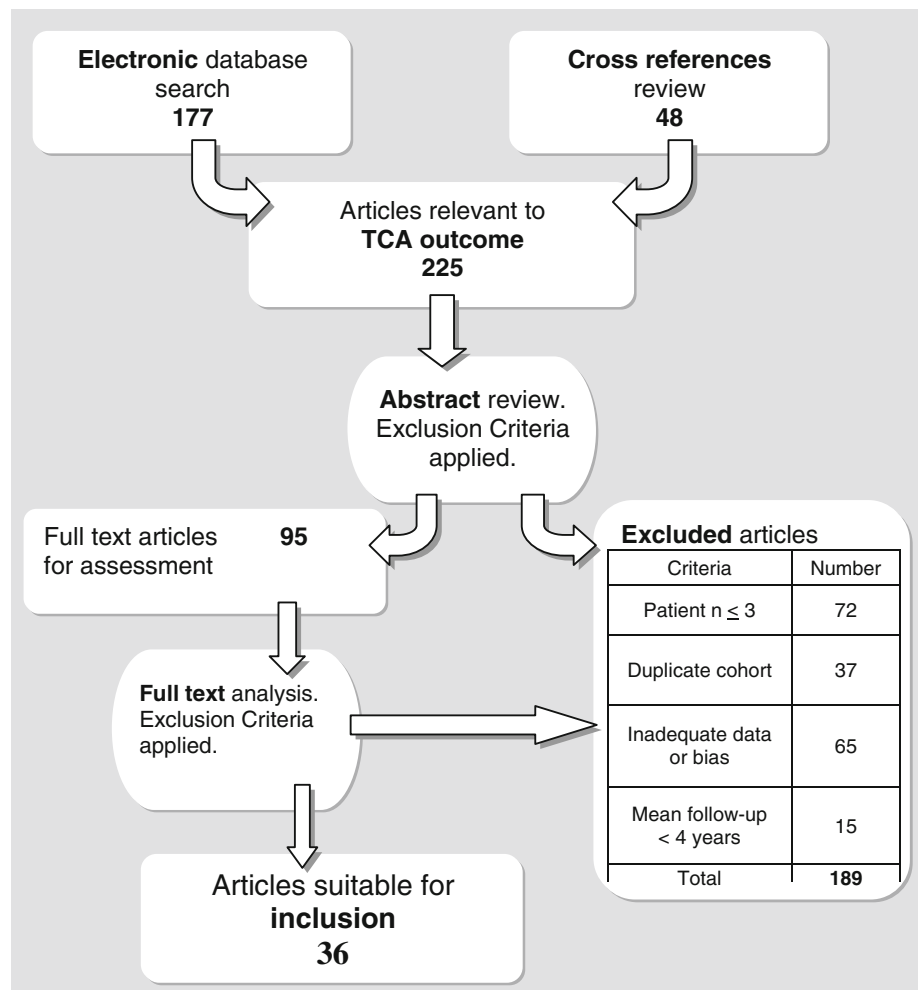 Electronic database
search
177
Cross references
review
48
Articles relevant to
TCA outcome
225
Abstract review.
Exclusion Criteria
applied.
Full text articles 95
for assessment
Excluded articles
Criteria Number
Patient n ≤ 3 72
Duplicate cohort 37
Inadequate data
or bias 65
Mean follow-up
< 4 years 15
Total 189
Full text analysis.
Exclusion Criteria
applied.
Articles suitable for
inclusion
36